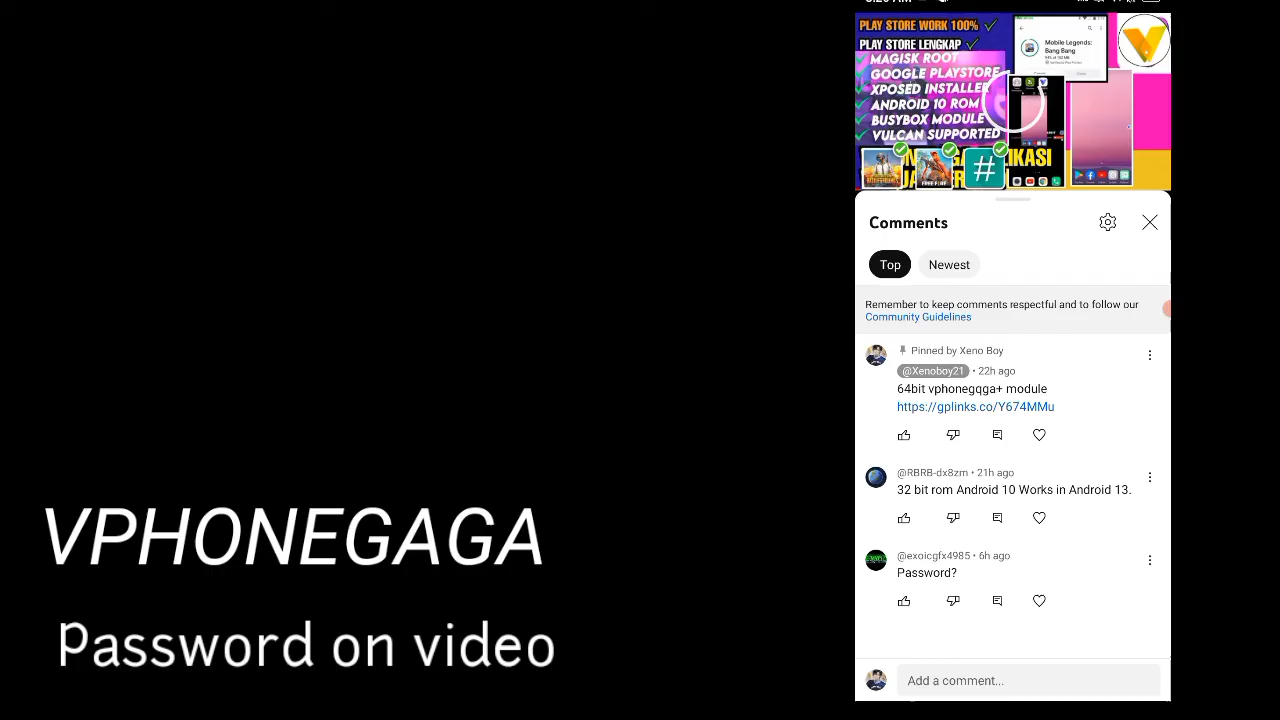 PLAY STORE WORK 100%
PLAY STORE LENGKAP
MAGISK ROOT
GOOGLE PLAYSTORE
XPOSED INSTALLER
ANDROID 10 ROM
BUSYBOX MODULE
VULCAN SUPPORTED
Mobile Legends:
Bang Bang
FREE FIRE
#
Comments
Top
Newest
Remember to keep comments respectful and to follow our
Community Guidelines
Pinned by Xeno Boy
@Xenoboy21 • 22h ago
64bit vphonegqga+ module
https://gplinks.co/Y674MMu
@RBRB-dx8zm • 21h ago
32 bit rom Android 10 Works in Android 13.
@exoicgfx4985 • 6h ago
Password?
Add a comment...
VPHONEGAGA
Password on video